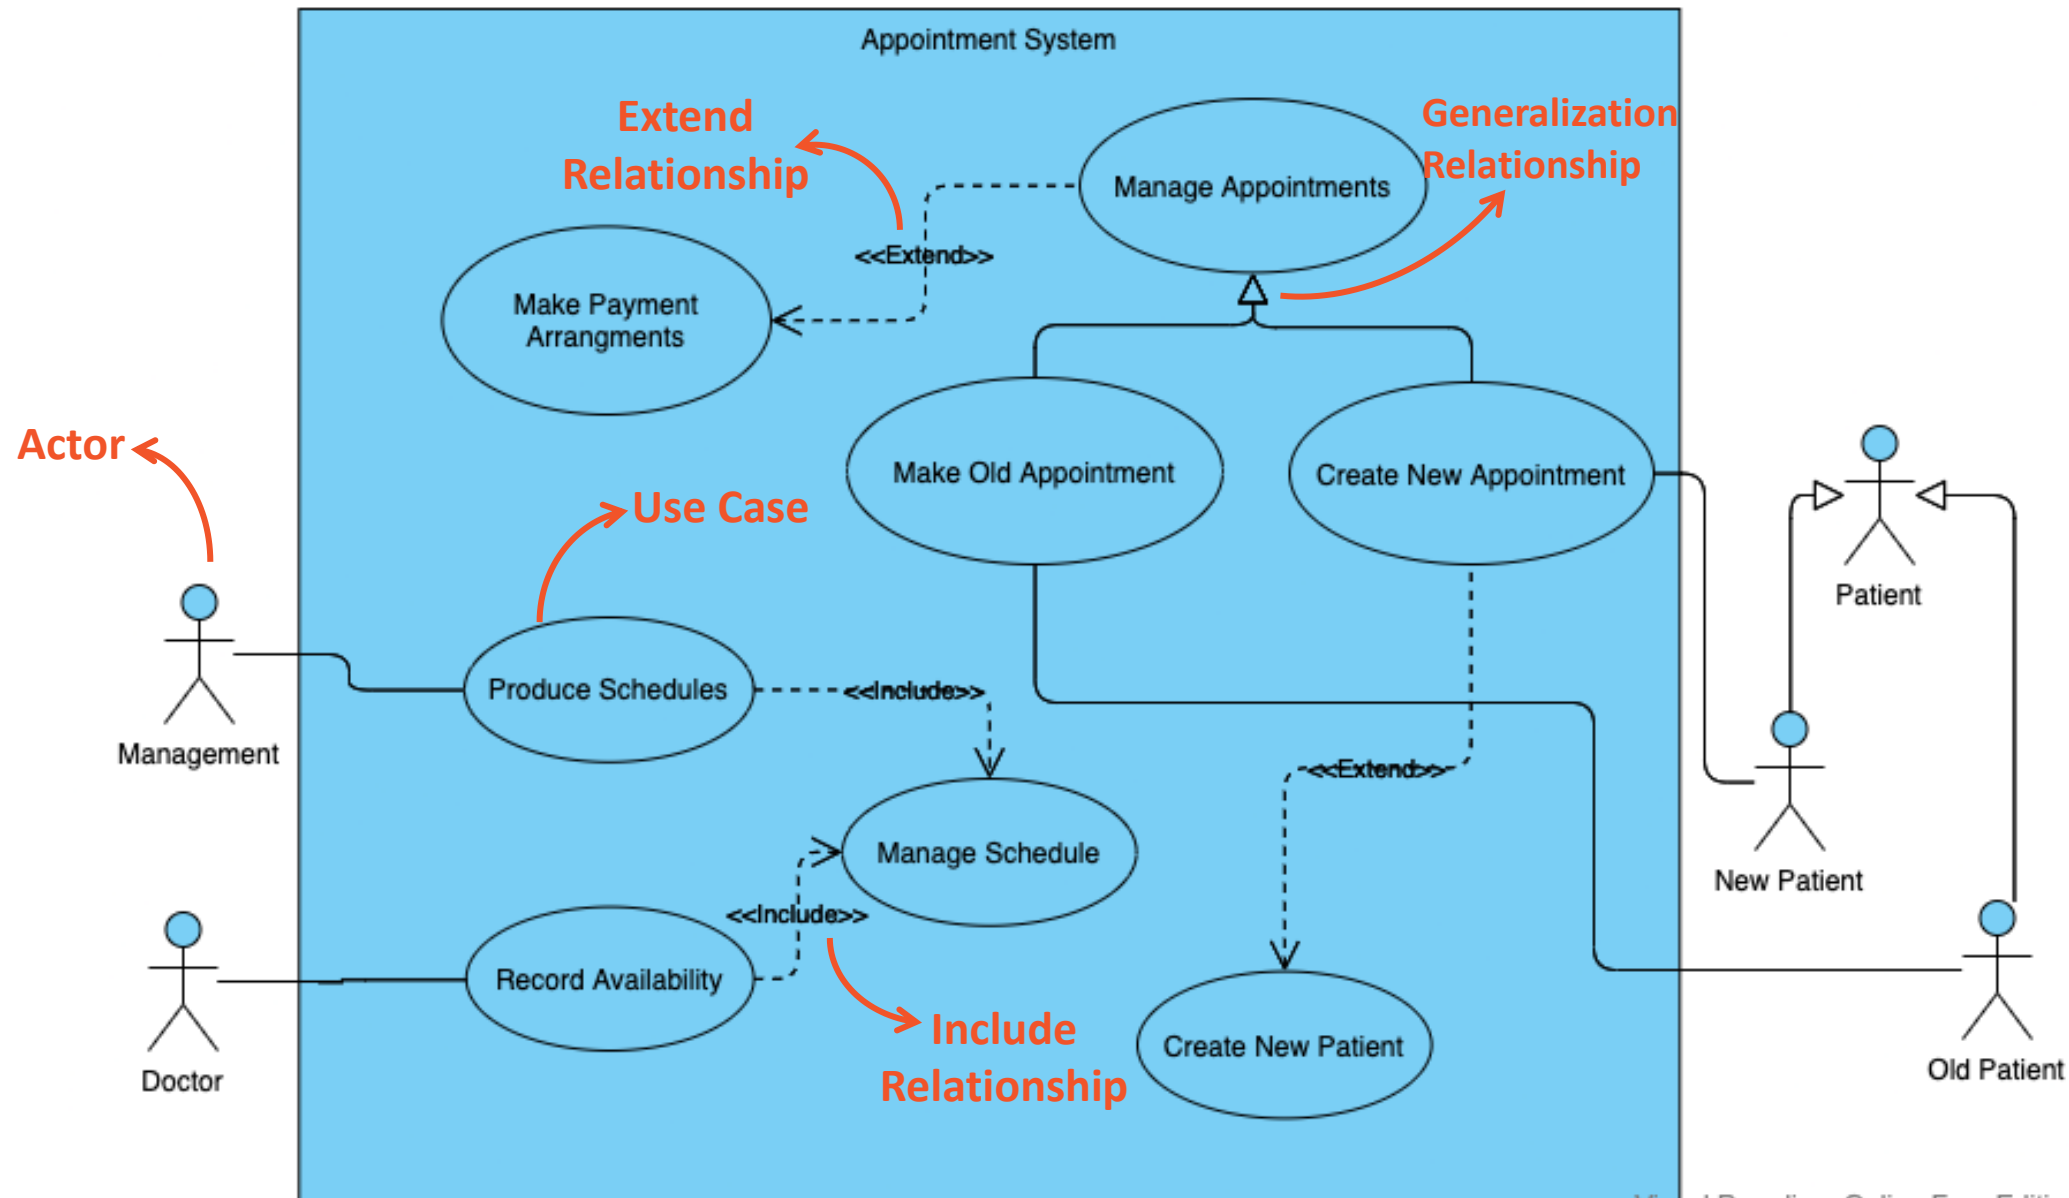 Appointment System
Extend
Relationship
Generalization
Relationship
Manage Appointments
<<Extend>>
Make Payment
Arrangments
Actor
Use Case
Make Old Appointment
Create New Appointment
Patient
Produce Schedules
<<Include>>
Management
<<Extend>>
Manage Schedule
New Patient
<<Include>>
Record Availability
Include
Relationship
Create New Patient
Doctor
Old Patient